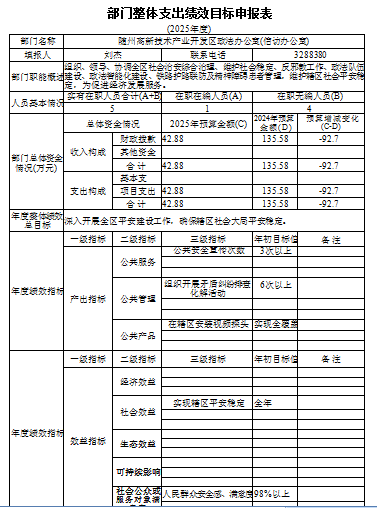 部门整体支出绩效目标申报表
(2025年度)
部门名称 随州高新技术产业开发区政法办公室(信访办公室)
填报人 刘杰 联系电话 3288380
部门职能概述 组织、领导、协调全区社会治安综合治理、维护社会稳定、反邪教工作、政法队伍
建设、政法智能化建设、铁路护路联防及精神障碍患者管理，维护辖区社会平安稳
定，为促进经济发展服务。
人员基本情况 实有在职人员合计(A+B) 在职在编人员(A) 在职无编人员(B)
5 1 4
部门总体资金情况(万元) 总体资金情况 2025年预算金额(C) 2024年预算金额(D) 预算增减变化(C-D)
收入构成 财政拨款 42.88 135.58 -92.7
其他资金
合计 42.88 135.58 -92.7
支出构成 基本支
项目支出 42.88 135.58 -92.7
合计 42.88 135.58 -92.7
年度整体绩效总目标 深入开展全区平安建设工作，确保辖区社会大局平安稳定。
年度绩效指标 一级指标 二级指标 三级指标 年初目标值 备注
产出指标 公共服务 公共安全宣传次数 3次以上
公共管理 组织开展矛盾纠纷排查化解活动 6次以上
公共产品 在辖区安装视频探头 实现全覆盖
年度绩效指标 一级指标 二级指标 三级指标 年初目标值 备注
效益指标 经济效益
社会效益 实现辖区平安稳定 全年
生态效益
可持续影响
社会公众或
服务对象满 人民群众安全感、满意度 98%以上